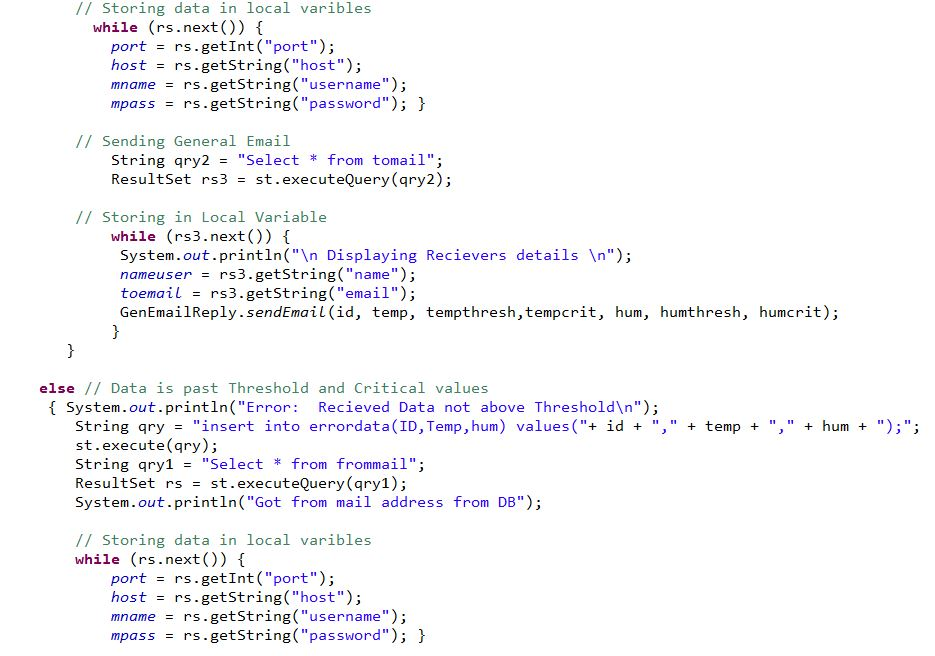 // Storing data in local varibles
while (rs.next()) {
port = rs.getInt("port");
host = rs.getString("host");
mname = rs.getString("username");
mpass = rs.getString("password"); }
// Sending General Email
String qry2 = "Select * from tomail";
ResultSet rs3 = st.executeQuery(qry2);
// Storing in Local Variable
while (rs3.next()) {
System.out.println("\n Displaying Recievers details \n");
nameuser = rs3.getString("name");
toemail = rs3.getString("email");
GenEmailReply.sendEmail(id, temp, tempthresh,tempcrit, hum, humthresh, humcrit);
}
}
else // Data is past Threshold and Critical values
{ System.out.println("Error:  Recieved Data not above Threshold\n");
String qry = "insert into errordata(ID,Temp,hum) values("+ id + "," + temp + "," + hum + ");";
st.execute(qry);
String qry1 = "Select * from frommail";
ResultSet rs = st.executeQuery(qry1);
System.out.println("Got from mail address from DB");
// Storing data in local varibles
while (rs.next()) {
port = rs.getInt("port");
host = rs.getString("host");
mname = rs.getString("username");
mpass = rs.getString("password"); }